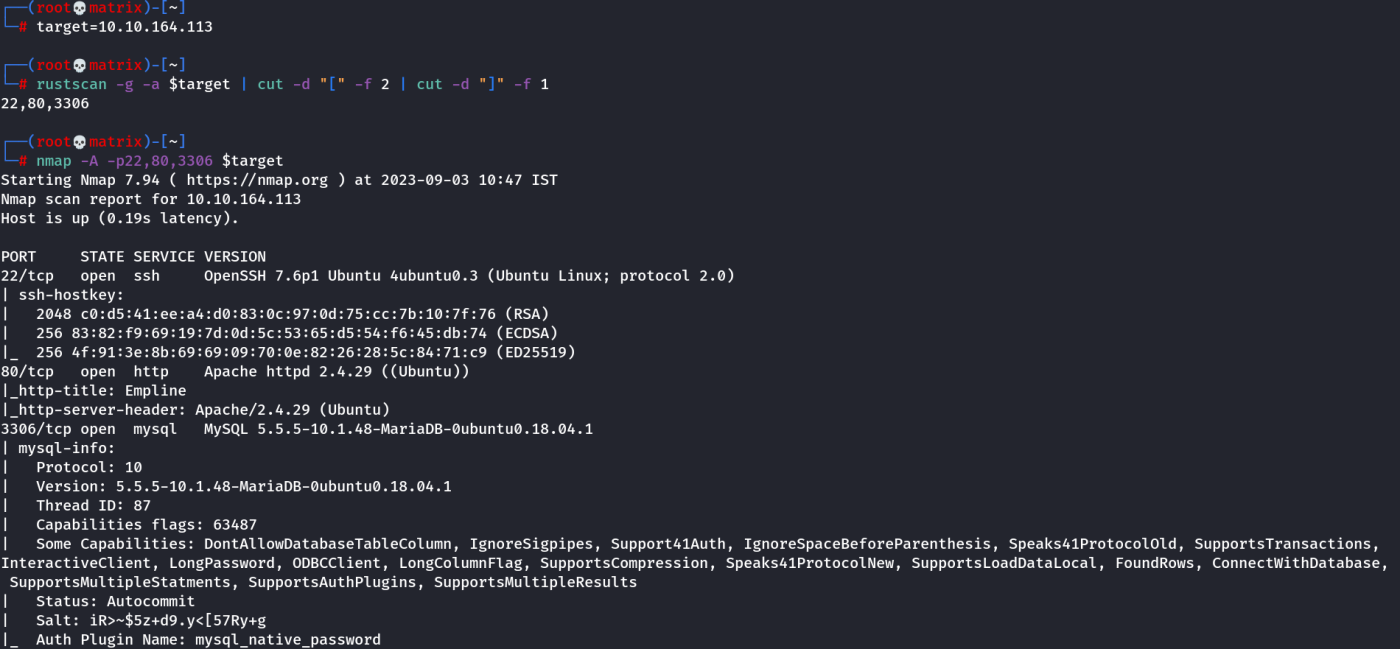 ┌──(root💀matrix)-[~]
└─# target=10.10.164.113
┌──(root💀matrix)-[~]
└─# rustscan -g -a $target | cut -d "[" -f 2 | cut -d "]" -f 1
22,80,3306
┌──(root💀matrix)-[~]
└─# nmap -A -p22,80,3306 $target
Starting Nmap 7.94 ( https://nmap.org ) at 2023-09-03 10:47 IST
Nmap scan report for 10.10.164.113
Host is up (0.19s latency).
PORT     STATE SERVICE VERSION
22/tcp   open  ssh     OpenSSH 7.6p1 Ubuntu 4ubuntu0.3 (Ubuntu Linux; protocol 2.0)
| ssh-hostkey:
|   2048 c0:d5:41:ee:a4:d0:83:0c:97:0d:75:cc:7b:10:7f:76 (RSA)
|   256 83:82:f9:69:19:7d:0d:5c:53:65:d5:54:f6:45:db:74 (ECDSA)
|_  256 4f:91:3e:8b:69:69:09:70:0e:82:26:28:5c:84:71:c9 (ED25519)
80/tcp   open  http    Apache httpd 2.4.29 ((Ubuntu))
|_http-title: Empline
|_http-server-header: Apache/2.4.29 (Ubuntu)
3306/tcp open  mysql   MySQL 5.5.5-10.1.48-MariaDB-0ubuntu0.18.04.1
| mysql-info:
|   Protocol: 10
|   Version: 5.5.5-10.1.48-MariaDB-0ubuntu0.18.04.1
|   Thread ID: 87
|   Capabilities flags: 63487
|   Some Capabilities: DontAllowDatabaseTableColumn, IgnoreSigpipes, Support41Auth, IgnoreSpaceBeforeParenthesis, Speaks41ProtocolOld, SupportsTransactions,
InteractiveClient, LongPassword, ODBCClient, LongColumnFlag, SupportsCompression, Speaks41ProtocolNew, SupportsLoadDataLocal, FoundRows, ConnectWithDatabase,
 SupportsMultipleStatments, SupportsAuthPlugins, SupportsMultipleResults
|   Status: Autocommit
|   Salt: iR>~$5z+d9.y<[57Ry+g
|_  Auth Plugin Name: mysql_native_password